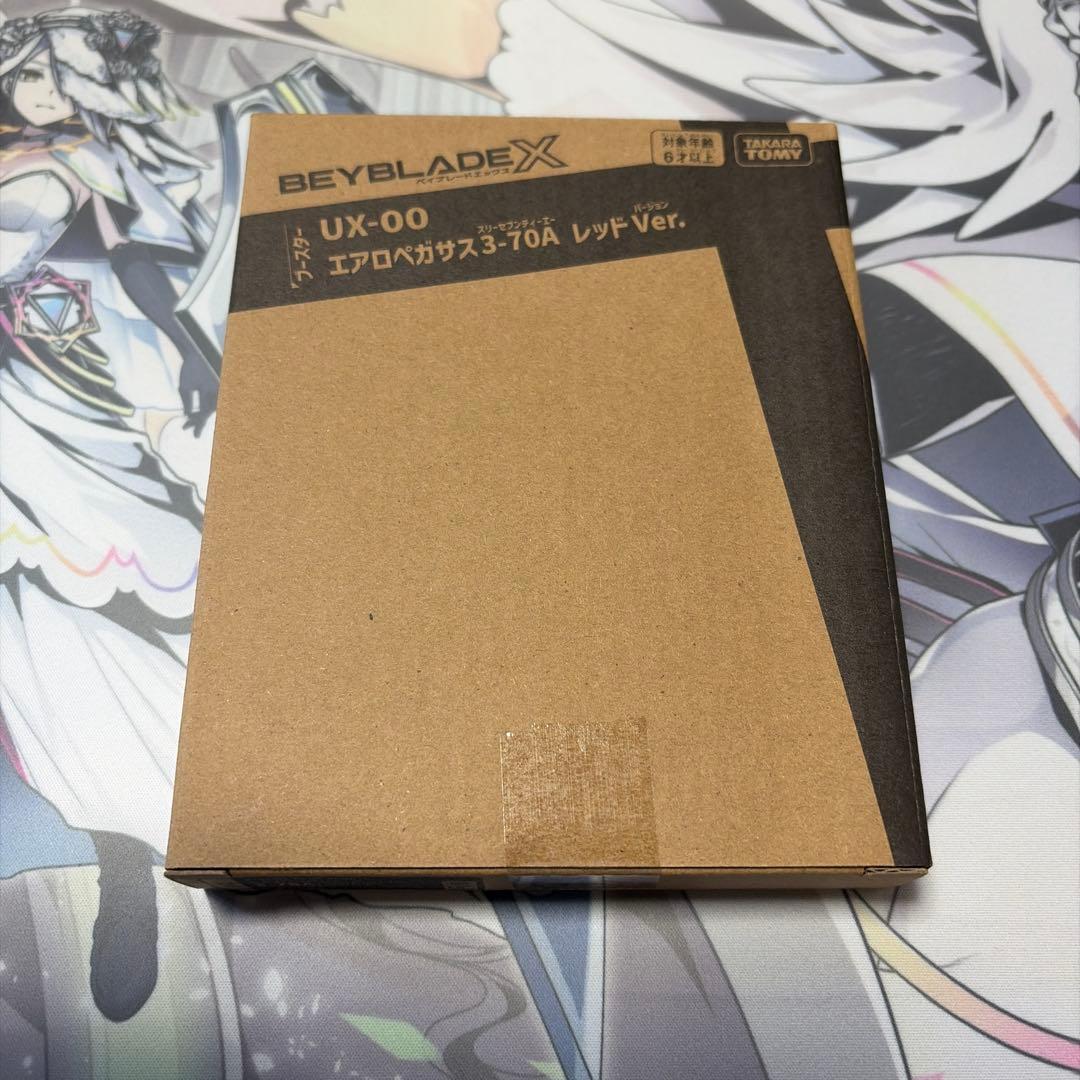 BEYBLADE X
ベイブレードエックス
対象年齢
6才以上
TAKARA
TOMY
ブースター
UX-00
スリーセブンティーエー
バージョン
エアロペガサス3-70A レッドVer.